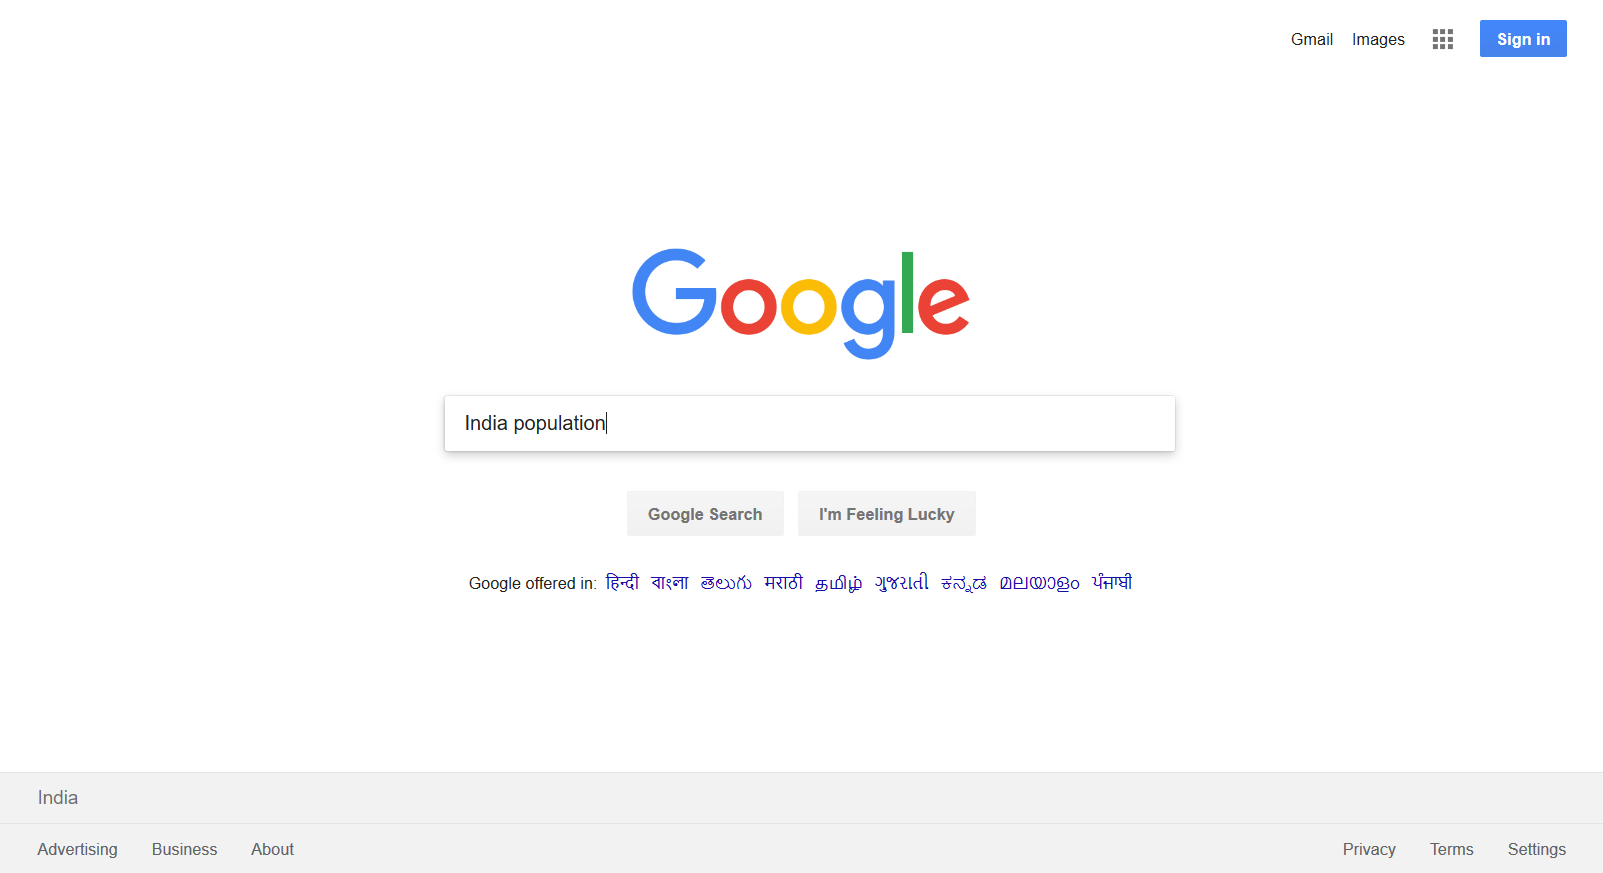 Gmail Images Sign in
Google
India population
Google Search I'm Feeling Lucky
Google offered in: हिन्दी বাংলা తెలుగు मराठी தமிழ் ગુજરાતી ಕನ್ನಡ മലയാളം ਪੰਜਾਬੀ
India
Advertising Business About Privacy Terms Settings